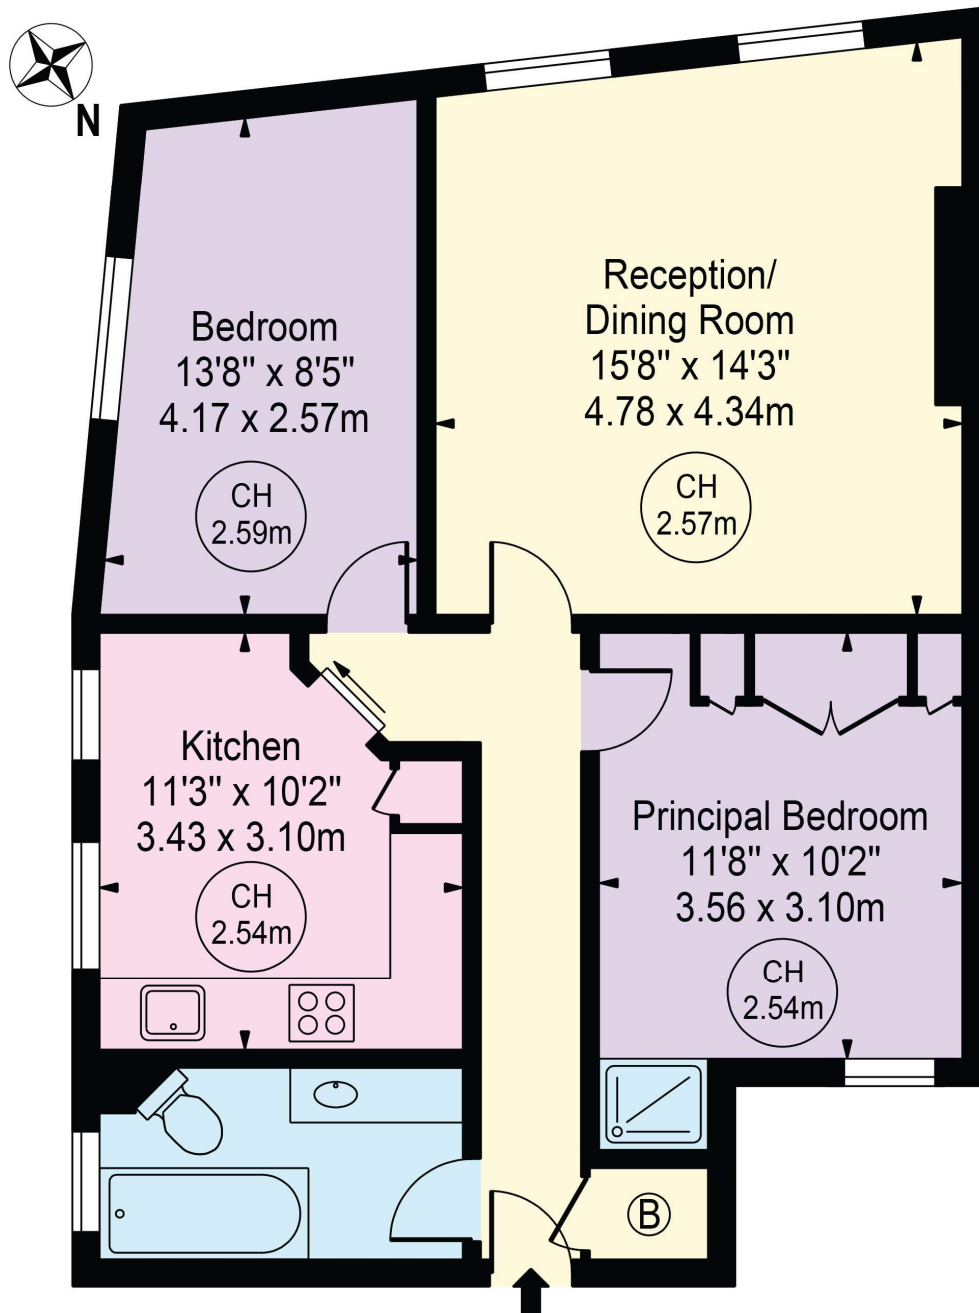 N
Bedroom
13'8" x 8'5"
4.17 x 2.57m
CH
2.59m
Reception/
Dining Room
15'8" x 14'3"
4.78 x 4.34m
CH
2.57m
Kitchen
11'3" x 10'2"
3.43 x 3.10m
CH
2.54m
Principal Bedroom
11'8" x 10'2"
3.56 x 3.10m
CH
2.54m
B